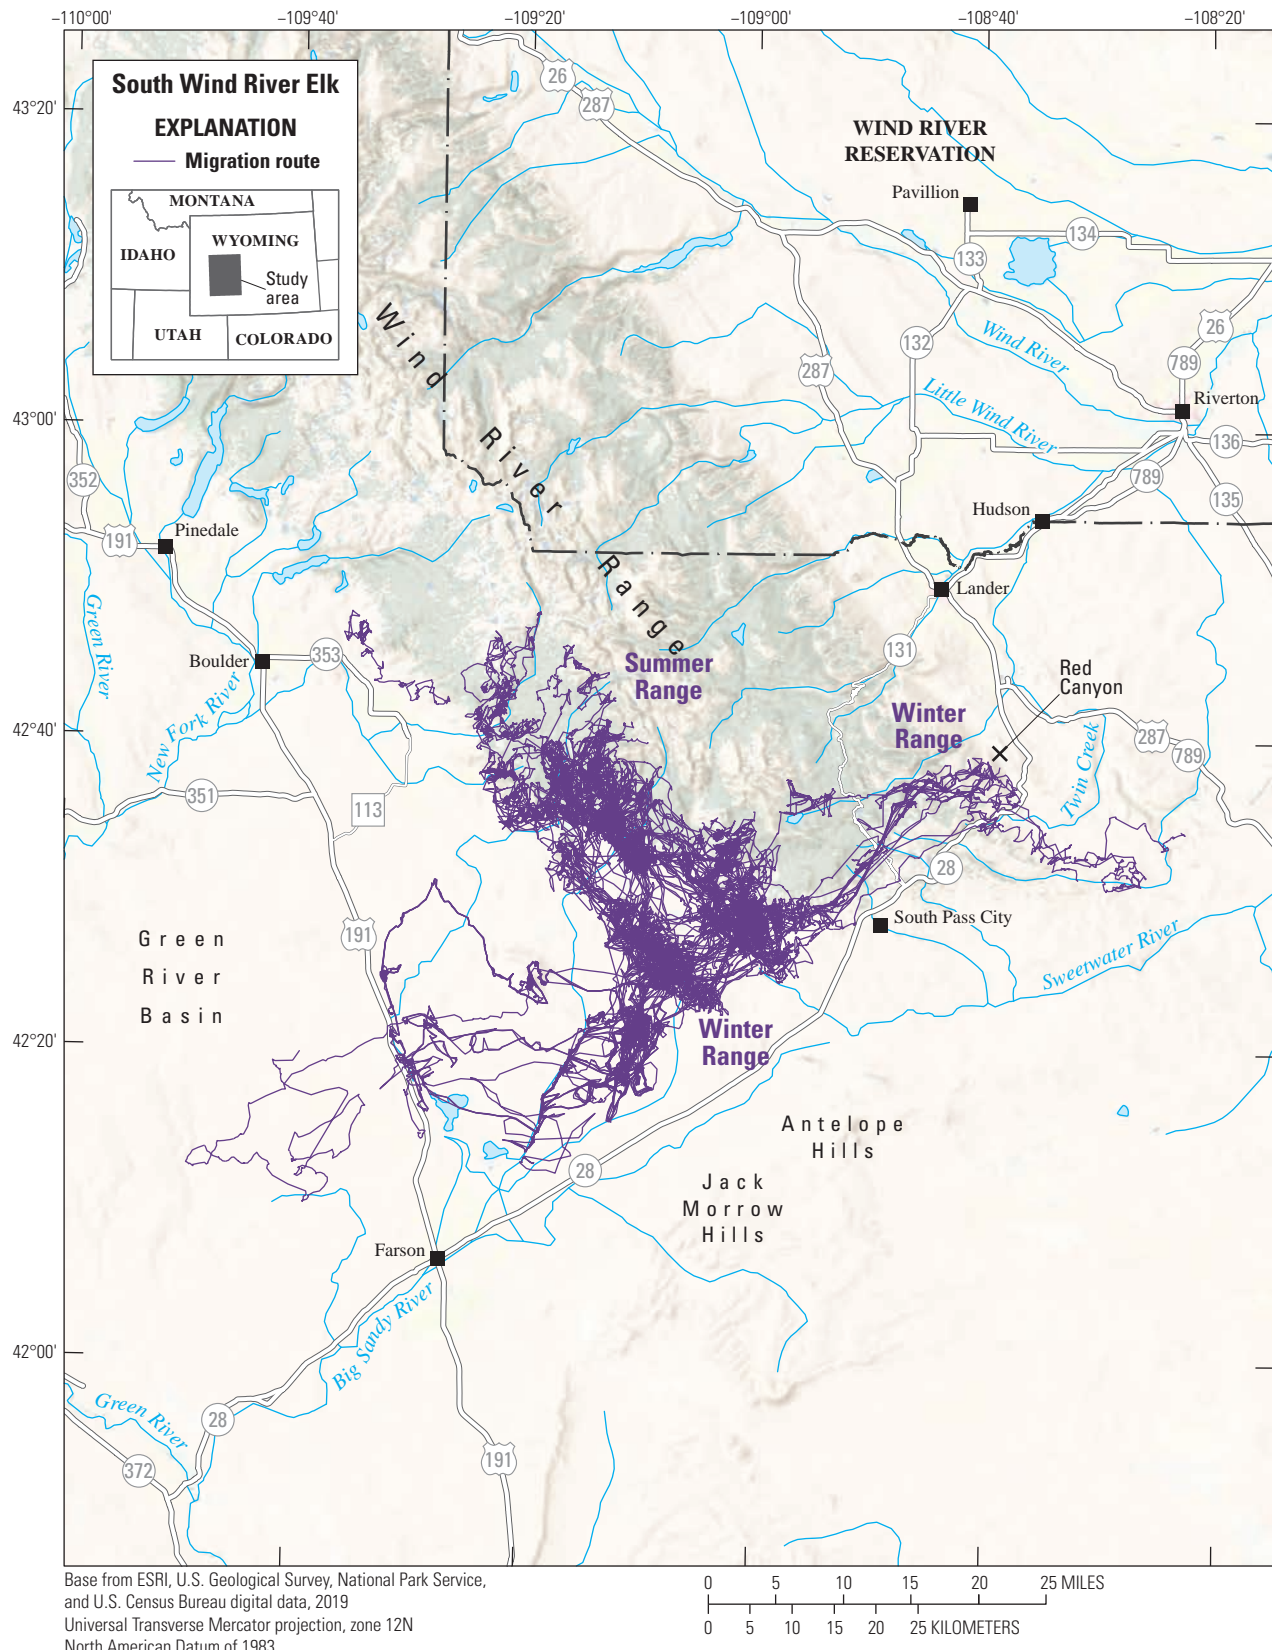 −110°00'
−109°40'
−109°20'
−109°00'
−108°40'
−108°20'
43°20'
43°00'
42°40'
42°20'
42°00'
South Wind River Elk
EXPLANATION
Migration route
MONTANA
IDAHO
WYOMING
Study
area
UTAH
COLORADO
26
287
WIND RIVER
RESERVATION
Pavillion
134
133
Wind River
26
132
287
789
Little Wind River
Riverton
136
789
135
Hudson
Wind
River
Range
352
191
Pinedale
Green River
Boulder
353
New Fork River
351
113
Lander
131
Summer
Range
Winter
Range
Red
Canyon
Twin Creek
287
789
28
South Pass City
Sweetwater River
191
Green
River
Basin
Winter
Range
Antelope
Hills
28
Jack
Morrow
Hills
Farson
Big Sandy River
Green River
28
372
191
Base from ESRI, U.S. Geological Survey, National Park Service,
and U.S. Census Bureau digital data, 2019
Universal Transverse Mercator projection, zone 12N
North American Datum of 1983
0 5 10 15 20 25 MILES
0 5 10 15 20 25 KILOMETERS